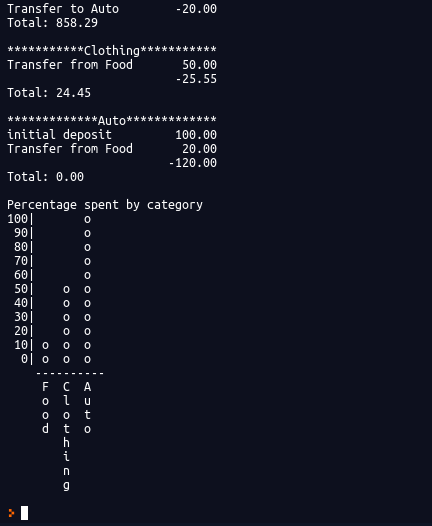 Transfer to Auto        -20.00
Total: 858.29

***********Clothing***********
Transfer from Food       50.00
                        -25.55
Total: 24.45

*************Auto*************
initial deposit         100.00
Transfer from Food       20.00
                       -120.00
Total: 0.00

Percentage spent by category
100|       o
 90|       o
 80|       o
 70|       o
 60|       o
 50|    o  o
 40|    o  o
 30|    o  o
 20|    o  o
 10| o  o  o
  0| o  o  o
    ----------
     F  C  A
     o  l  u
     o  o  t
     d  t  o
        h
        i
        n
        g

>